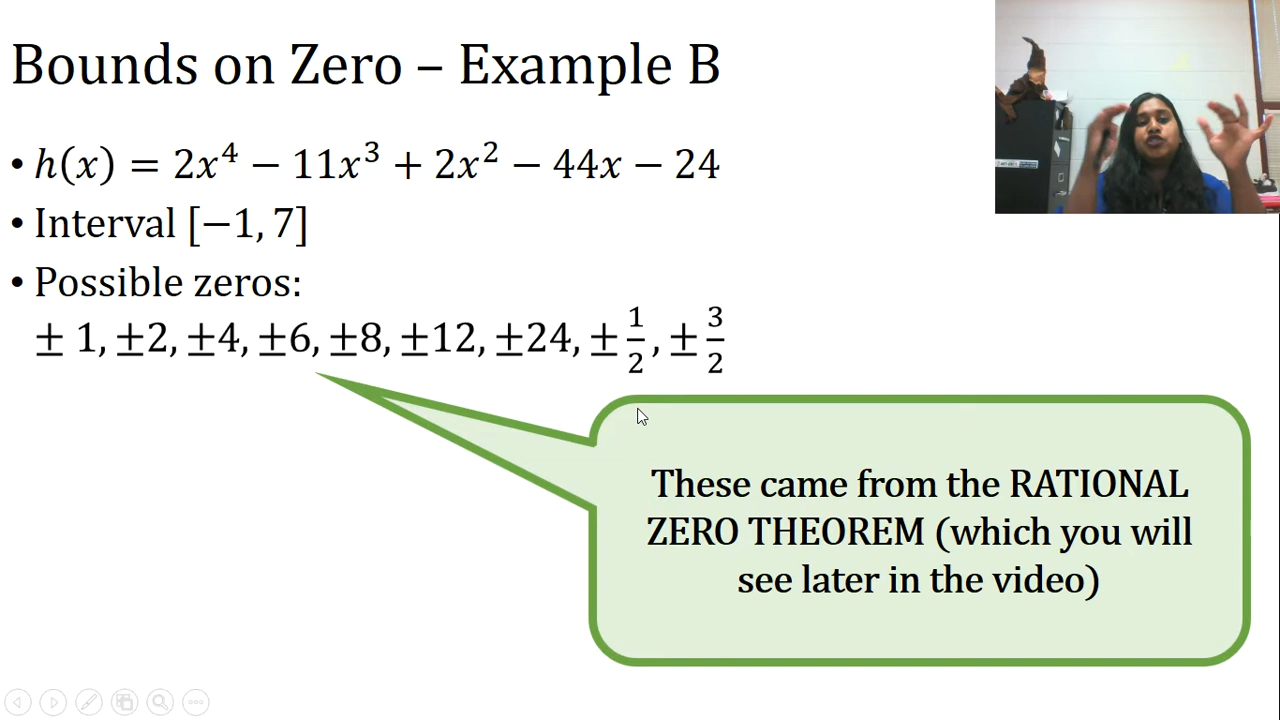 Bounds on Zero – Example B
• ℎ(𝑥) = 2𝑥⁴ − 11𝑥³ + 2𝑥² − 44𝑥 − 24
• Interval [−1, 7]
• Possible zeros:
± 1, ±2, ±4, ±6, ±8, ±12, ±24, ± 1/2, ± 3/2
These came from the RATIONAL
ZERO THEOREM (which you will
see later in the video)